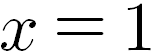 x = 1